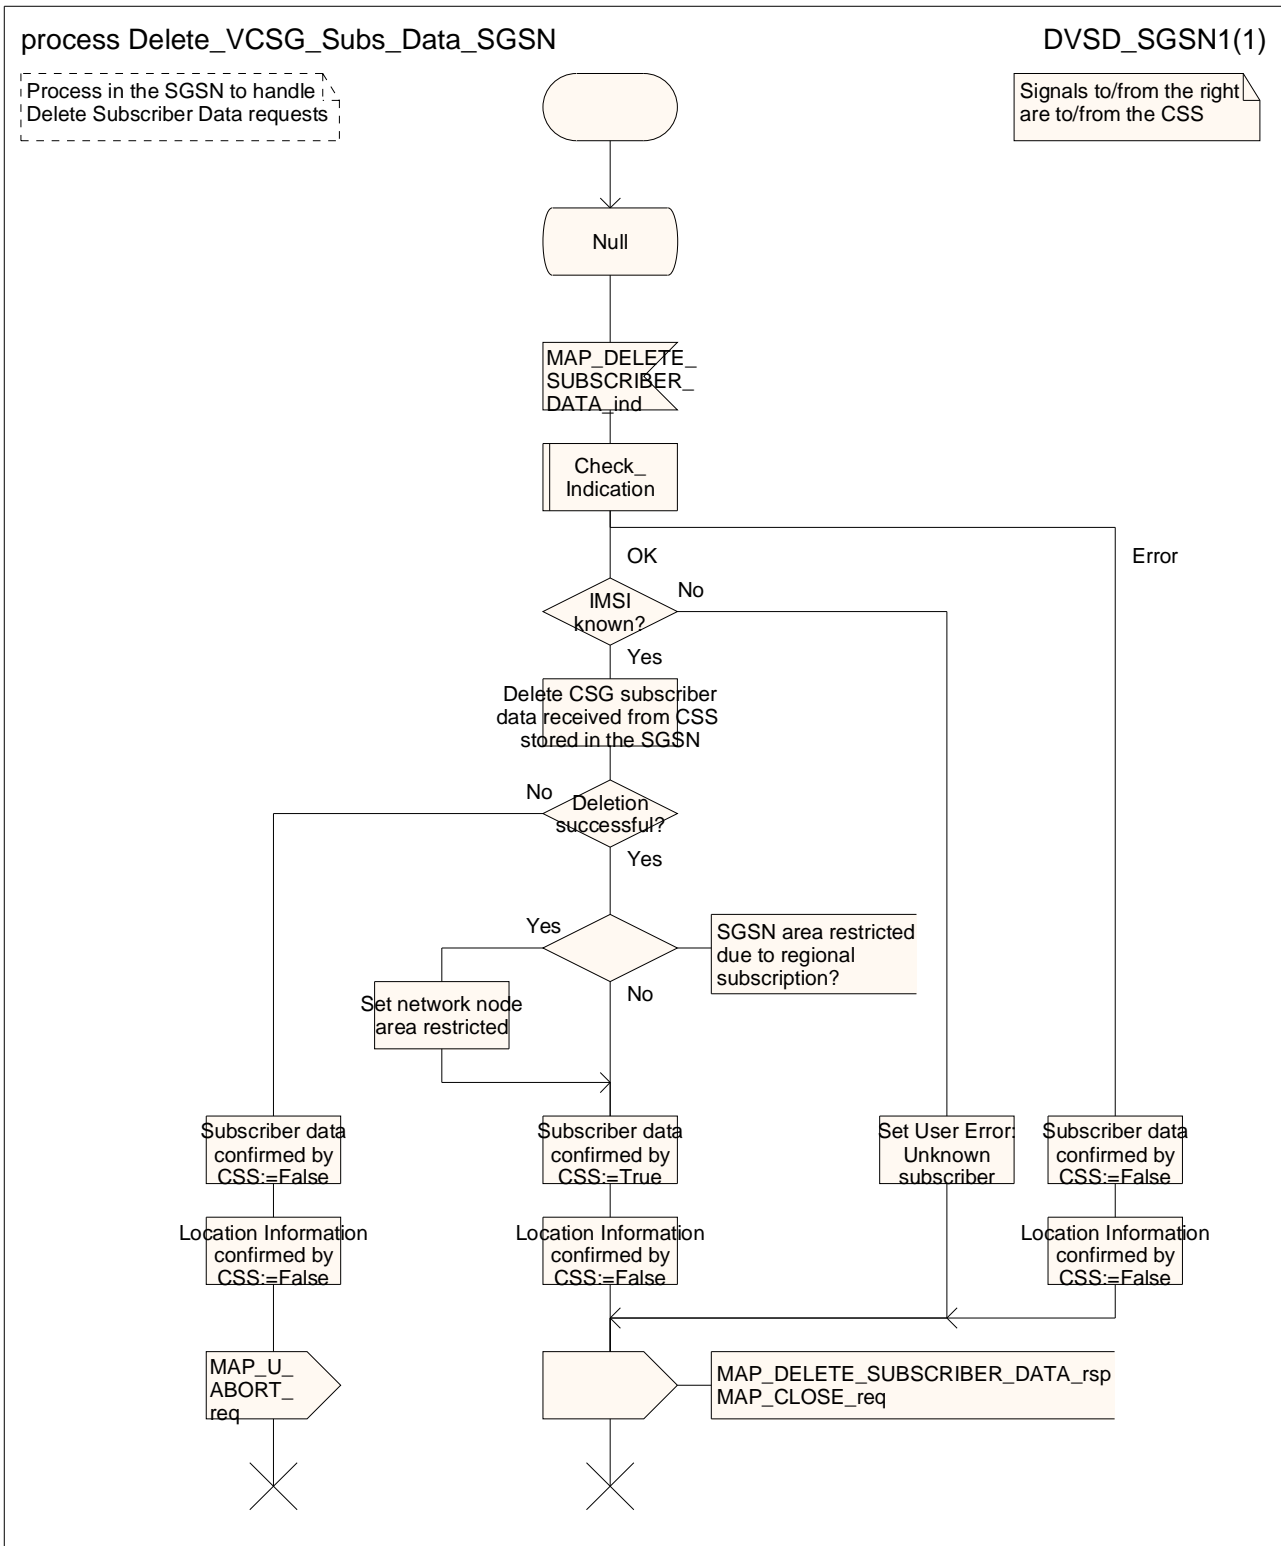 process Delete_VCSG_Subs_Data_SGSN
DVSD_SGSN1(1)
Process in the SGSN to handle
Delete Subscriber Data requests
Signals to/from the right
are to/from the CSS
Null
MAP_DELETE_
SUBSCRIBER_
DATA_ind
Check_
Indication
OK
Error
IMSI
known?
No
Yes
Delete CSG subscriber
data received from CSS
stored in the SGSN
No
Deletion
successful?
Yes
Yes
SGSN area restricted
due to regional
subscription?
No
Set network node
area restricted
Subscriber data
confirmed by
CSS:=False
Subscriber data
confirmed by
CSS:=True
Set User Error:
Unknown
subscriber
Subscriber data
confirmed by
CSS:=False
Location Information
confirmed by
CSS:=False
Location Information
confirmed by
CSS:=False
Location Information
confirmed by
CSS:=False
MAP_U_
ABORT_
req
MAP_DELETE_SUBSCRIBER_DATA_rsp
MAP_CLOSE_req